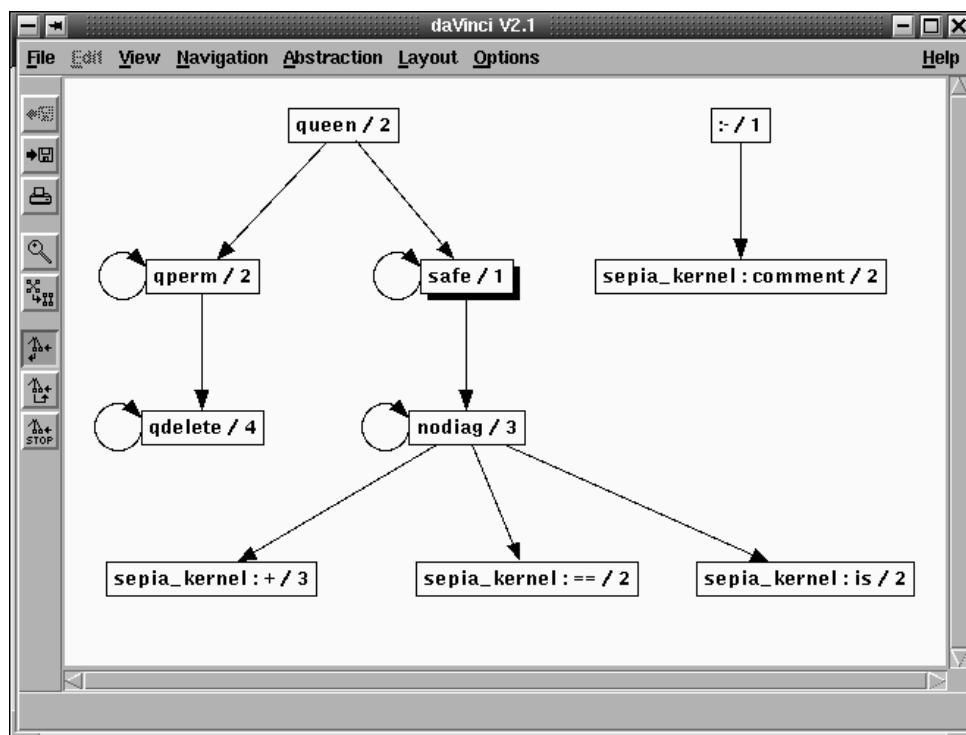 daVinci V2.1
File Edit View Navigation Abstraction Layout Options Help
queen / 2
:- / 1
qperm / 2
safe / 1
sepia_kernel : comment / 2
qdelete / 4
nodiag / 3
sepia_kernel : + / 3
sepia_kernel : == / 2
sepia_kernel : is / 2
STOP